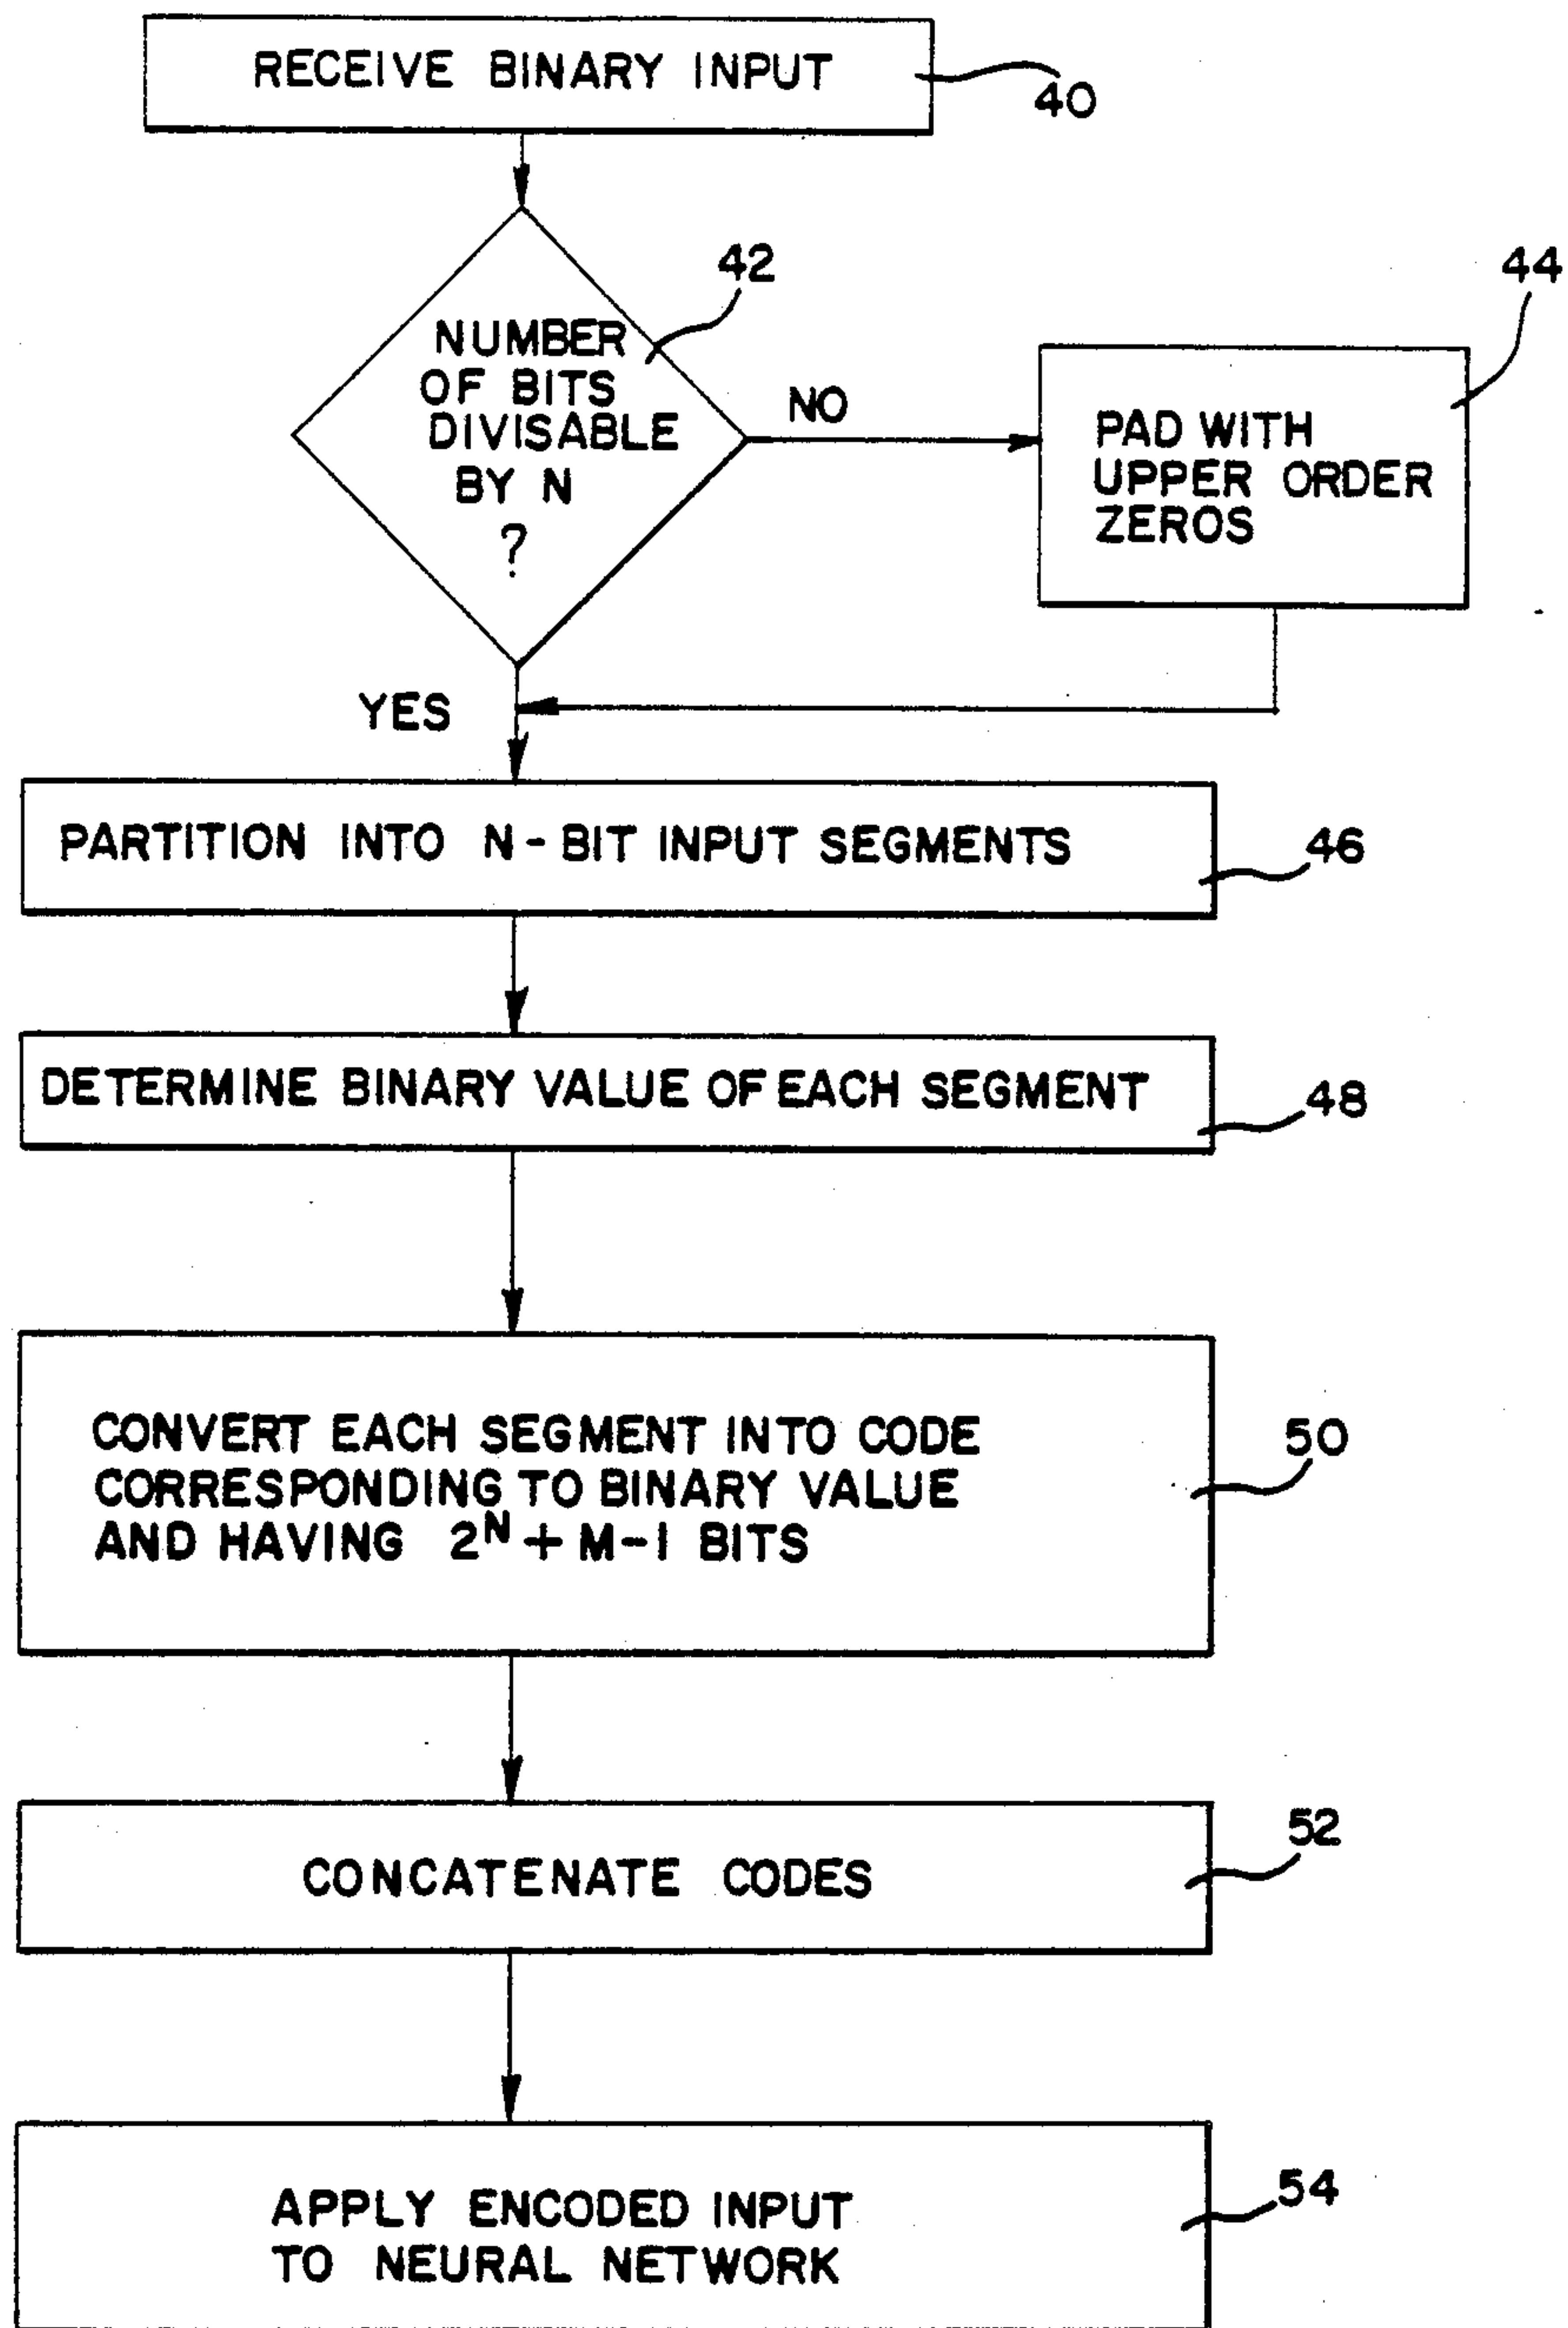 RECEIVE BINARY INPUT
40
42
NUMBER
OF BITS
DIVISABLE
BY N
?
NO
44
PAD WITH
UPPER ORDER
ZEROS
YES
PARTITION INTO N-BIT INPUT SEGMENTS
46
DETERMINE BINARY VALUE OF EACH SEGMENT
48
CONVERT EACH SEGMENT INTO CODE
CORRESPONDING TO BINARY VALUE
AND HAVING 2^N + M-1 BITS
50
CONCATENATE CODES
52
APPLY ENCODED INPUT
TO NEURAL NETWORK
54